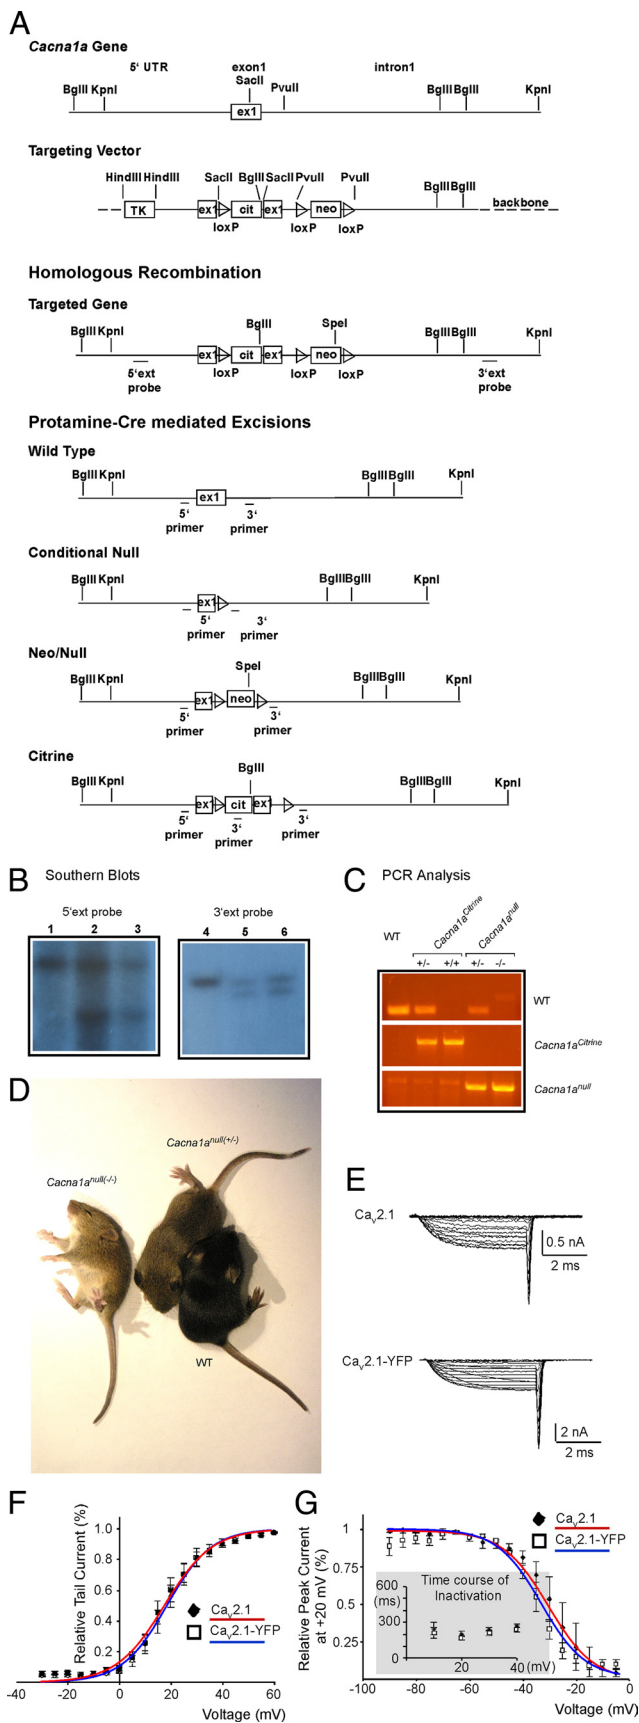 A
Cacna1a Gene
5' UTR exon1 intron1
SacII
BglII KpnI PvuII BglII BglII KpnI
ex1
Targeting Vector
HindIII HindIII SacII BglII SacII PvuII PvuII BglII BglII
TK ex1 cit ex1 neo backbone
loxP loxP loxP
Homologous Recombination
Targeted Gene
BglII KpnI BglII SpeI BglII BglII KpnI
ex1 cit ex1 neo
loxP loxP loxP
5'ext probe 3'ext probe
Protamine-Cre mediated Excisions
Wild Type
BglII KpnI BglII BglII KpnI
ex1
5' primer 3' primer
Conditional Null
BglII KpnI BglII BglII KpnI
ex1
5' primer 3' primer
Neo/Null
SpeI
BglII KpnI BglII BglII KpnI
ex1 neo
5' primer 3' primer
Citrine
BglII
BglII KpnI BglII BglII KpnI
ex1 cit ex1
5' primer 3' primer 3' primer
B Southern Blots
5'ext probe 3'ext probe
1 2 3 4 5 6
C PCR Analysis
WT Cacna1aCitrine Cacna1anull
+/- +/+ +/- -/-
WT
Cacna1aCitrine
Cacna1anull
D
Cacna1anull(+/-)
Cacna1anull(-/-)
WT
E
Cav2.1
0.5 nA
2 ms
Cav2.1-YFP
2 nA
2 ms
F
Relative Tail Current (%)
1.0
0.8
0.6
0.4
0.2
Cav2.1
Cav2.1-YFP
-40 -20 0 20 40 60
Voltage (mV)
G
Relative Peak Current at +20 mV (%)
1
0.75
0.5
0.25
Cav2.1
Cav2.1-YFP
Time course of Inactivation
600 (ms)
300
0
20 40 (mV)
-100 -80 -60 -40 -20 0
Voltage (mV)